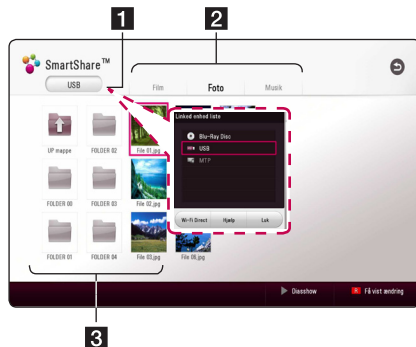 1
2
SmartShare™
USB
Film
Foto
Musik
Linked enhed liste
Blu-Ray Disc
USB
MTP
Wi-Fi Direct
Hjælp
Luk
UP mappe
FOLDER 02
File 01.jpg
FOLDER 00
FOLDER 03
File 02.jpg
FOLDER 01
FOLDER 04
File 03.jpg
File 06.jpg
Diasshow
R Få vist ændring
3